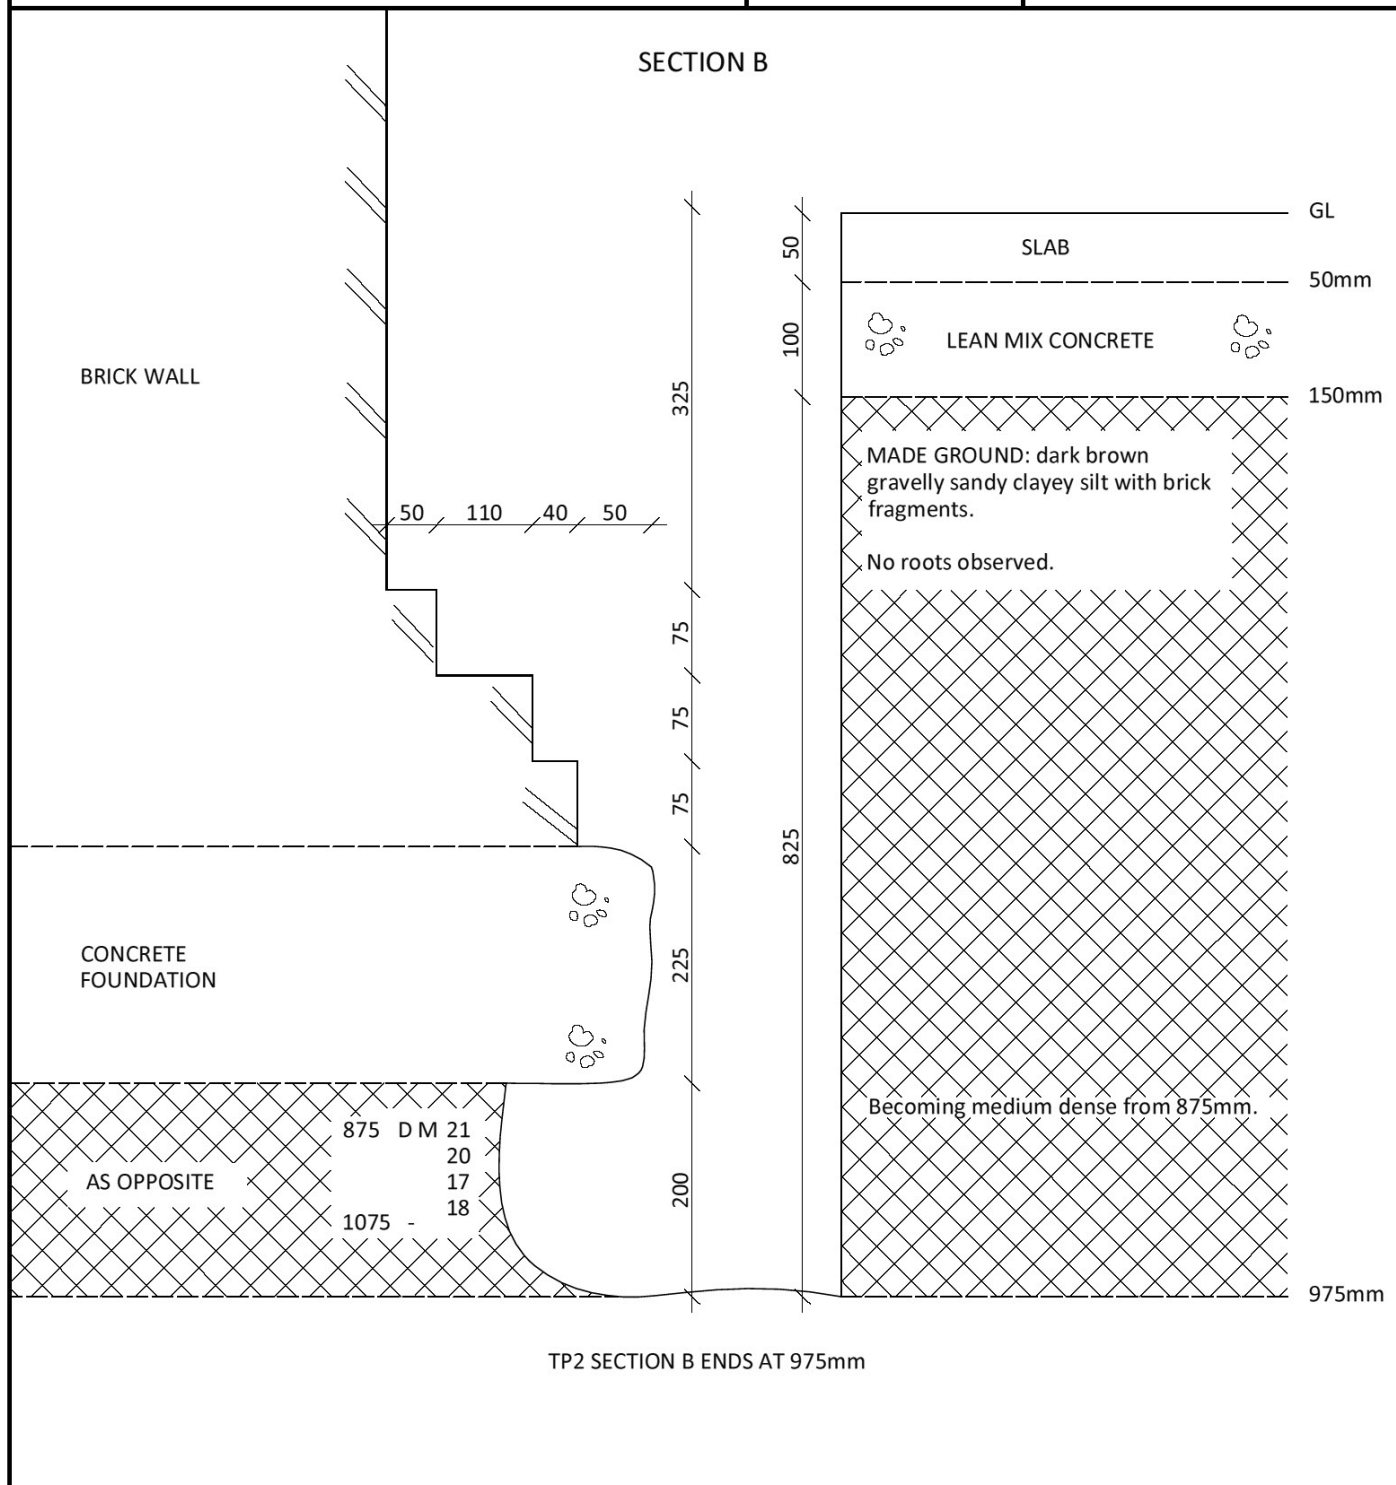 SECTION B
GL
50
SLAB
50mm
100
LEAN MIX CONCRETE
BRICK WALL
325
150mm
MADE GROUND: dark brown
gravelly sandy clayey silt with brick
fragments.
50 110 40 50
No roots observed.
75
75
75
825
CONCRETE
FOUNDATION
225
Becoming medium dense from 875mm.
875 D M 21
20
AS OPPOSITE
17
18
1075 -
200
975mm
TP2 SECTION B ENDS AT 975mm